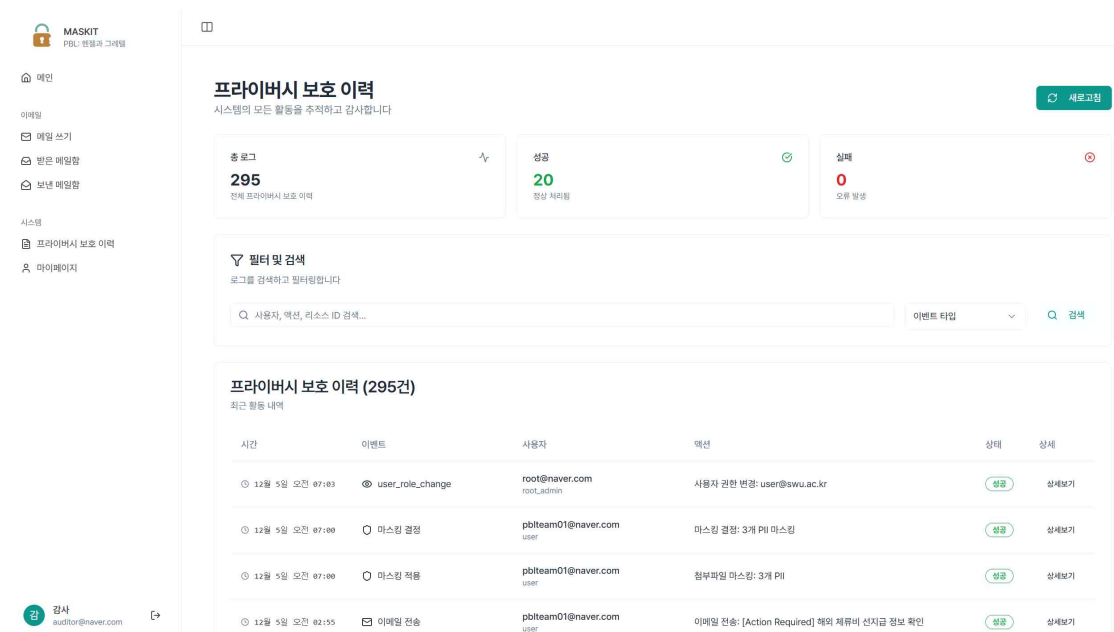 MASKIT
PBL: 헨젤과 그레텔
메인
이메일
메일 쓰기
받은 메일함
보낸 메일함
시스템
프라이버시 보호 이력
마이페이지
프라이버시 보호 이력
시스템의 모든 활동을 추적하고 감사합니다
새로고침
총 로그
295
전체 프라이버시 보호 이력
성공
20
정상 처리됨
실패
0
오류 발생
필터 및 검색
로그를 검색하고 필터링합니다
사용자, 액션, 리소스 ID 검색...
이벤트 타입
검색
프라이버시 보호 이력 (295건)
최근 활동 내역
시간 이벤트 사용자 액션 상태 상세
12월 5일 오전 07:03 user_role_change root@naver.com 사용자 권한 변경: user@swu.ac.kr 성공 상세보기
root_admin
12월 5일 오전 07:00 마스킹 결정 pblteam01@naver.com 마스킹 결정: 3개 PII 마스킹 성공 상세보기
user
12월 5일 오전 07:00 마스킹 적용 pblteam01@naver.com 첨부파일 마스킹: 3개 PII 성공 상세보기
user
12월 5일 오전 02:55 이메일 전송 pblteam01@naver.com 이메일 전송: [Action Required] 해외 체류비 선지급 정보 확인 성공 상세보기
user
감
감사
auditor@naver.com